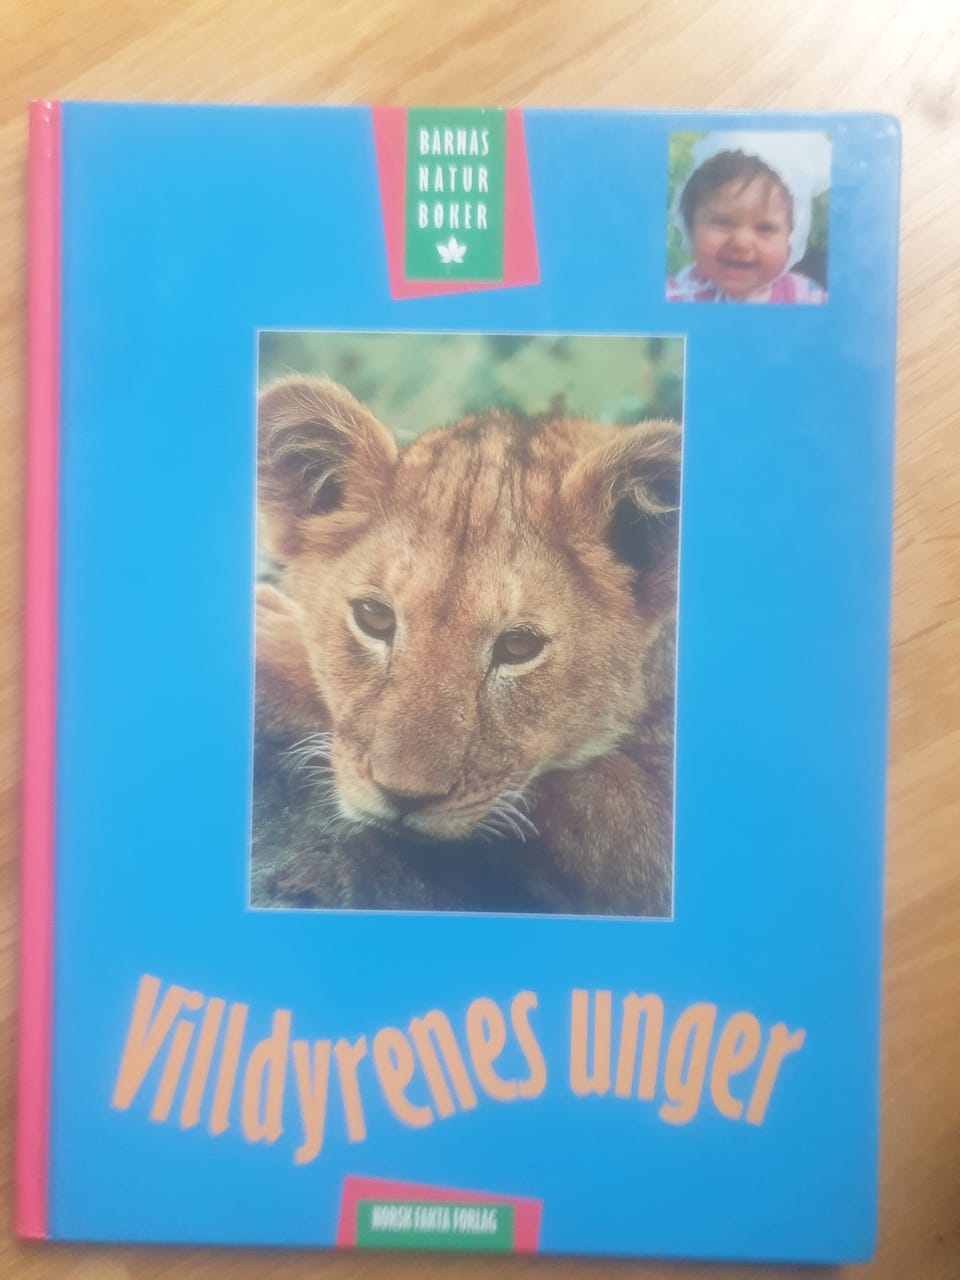 BARNAS
NATUR
BØKER
Villdyrenes unger
NORSK FAKTA FORLAG